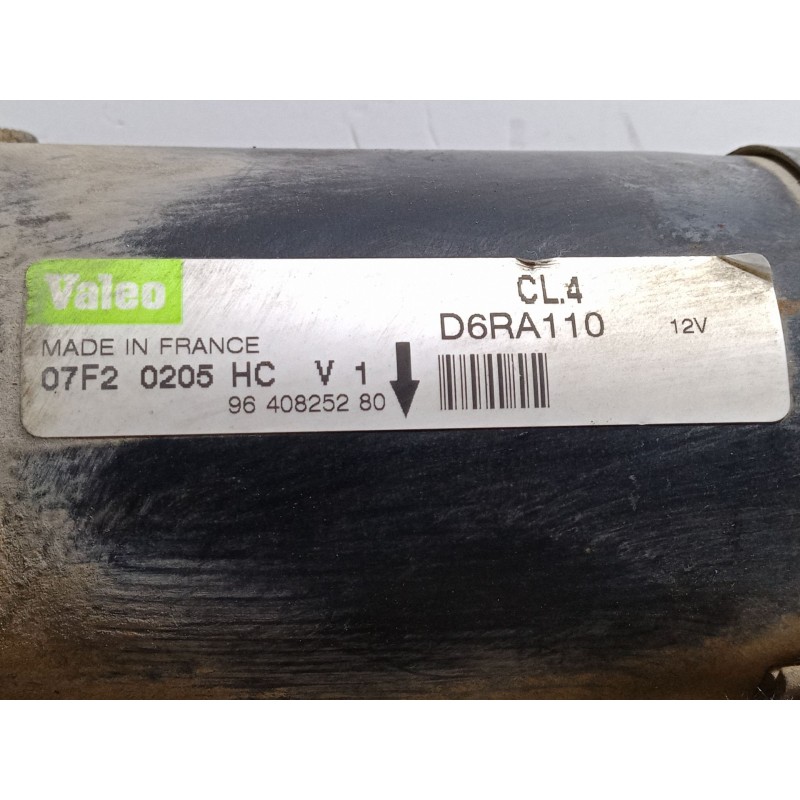 Valeo
CL.4
D6RA110 12V
MADE IN FRANCE
07F2 0205 HC V 1
96 408252 80